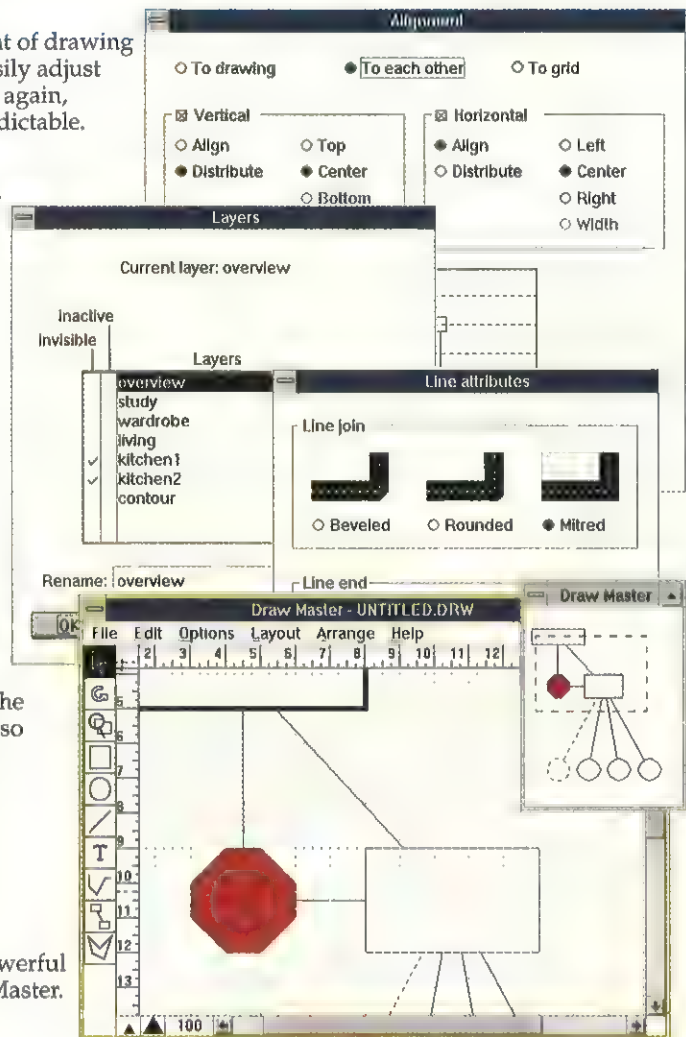 nt of drawing
sily adjust
again,
dictable.
he
so
werful
Master.
Alignment
To drawing
To each other
To grid
Vertical
Align
Top
Distribute
Center
Bottom
Horizontal
Align
Left
Distribute
Center
Right
Width
Layers
Current layer: overview
Inactive
Invisible
Layers
overview
study
wardrobe
living
kitchen1
kitchen2
contour
Rename: overview
OK
Line attributes
Line join
Beveled
Rounded
Mitred
Line end
Draw Master - UNTITLED.DRW
File Edit Options Layout Arrange Help
2 3 4 5 6 7 8 9 10 11 12
5
6
7
8
9
10
11
12
13
T
100
Draw Master